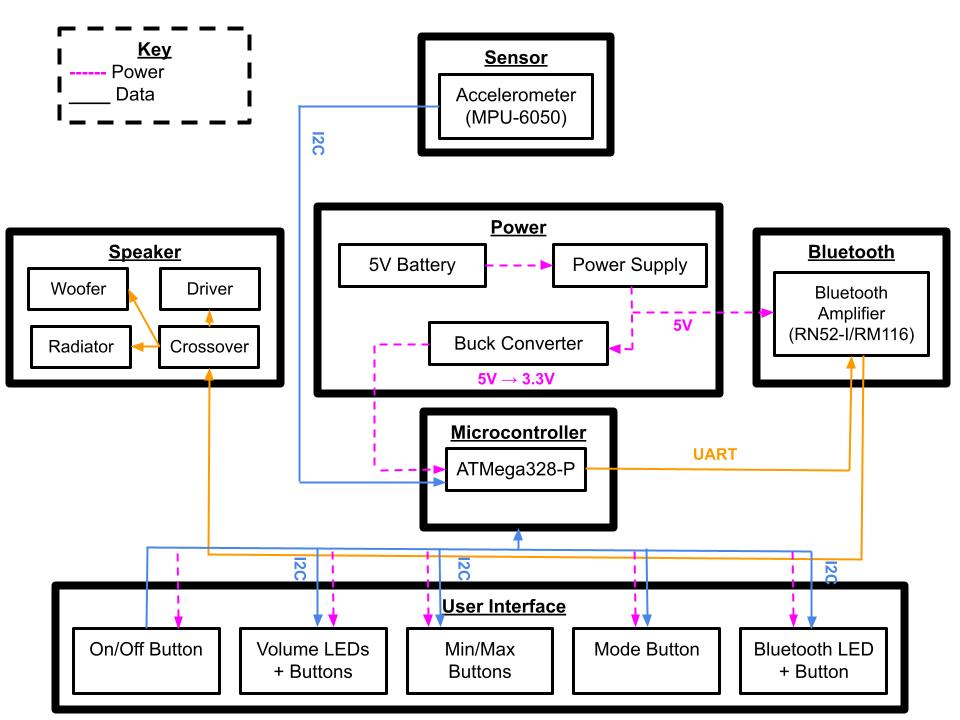 Key
Power
Data
Sensor
Accelerometer
(MPU-6050)
I2C
Speaker
Woofer
Driver
Radiator
Crossover
Power
5V Battery
Power Supply
5V
Buck Converter
5V → 3.3V
Bluetooth
Bluetooth
Amplifier
(RN52-I/RM116)
Microcontroller
ATMega328-P
UART
I2C
I2C
I2C
User Interface
On/Off Button
Volume LEDs
+ Buttons
Min/Max
Buttons
Mode Button
Bluetooth LED
+ Button